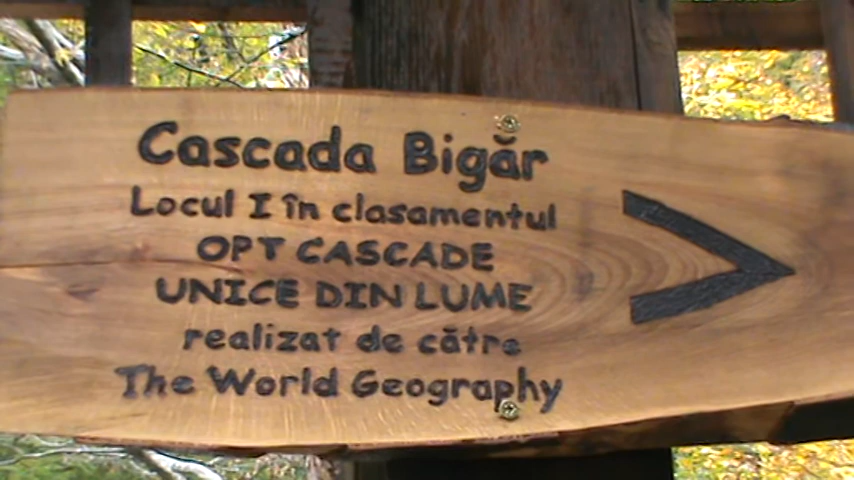 Cascada Bigăr
Locul I în clasamentul
OPT CASCADE
UNICE DIN LUME
realizat de către
The World Geography